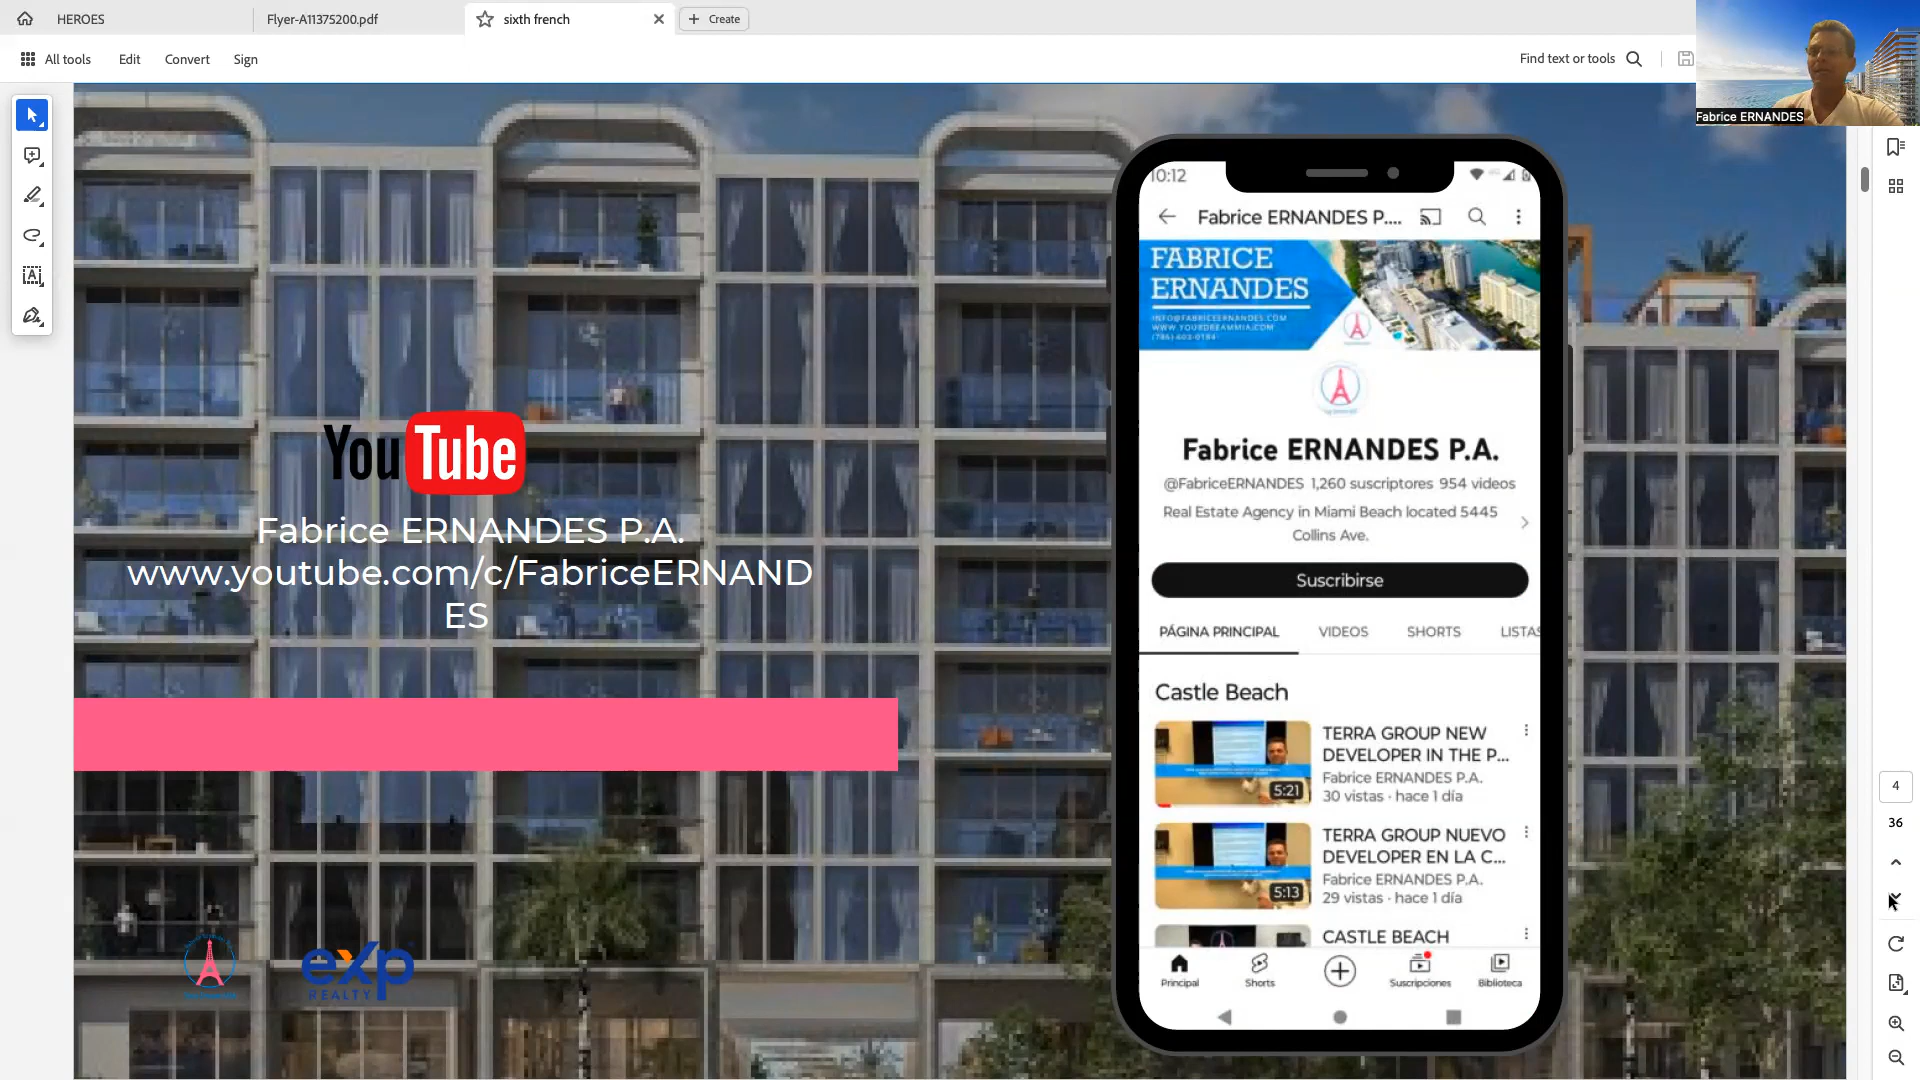 HEROES
Flyer-A11375200.pdf
sixth french
Create
All tools
Edit
Convert
Sign
Find text or tools
Fabrice ERNANDES
You Tube
Fabrice ERNANDES P.A.
www.youtube.com/c/FabriceERNAND
ES
exp
REALTY
10:12
Fabrice ERNANDES P....
FABRICE
ERNANDES
INFO@FABRICEERNANDES.COM
Fabrice ERNANDES P.A.
@FabriceERNANDES 1,260 suscriptores 954 videos
Real Estate Agency in Miami Beach located 5445
Collins Ave.
Suscribirse
PÁGINA PRINCIPAL
VIDEOS
SHORTS
LISTAS
Castle Beach
TERRA GROUP NEW
DEVELOPER IN THE P...
Fabrice ERNANDES P.A.
30 vistas · hace 1 día
5:21
TERRA GROUP NUEVO
DEVELOPER EN LA C...
Fabrice ERNANDES P.A.
29 vistas · hace 1 día
5:13
CASTLE BEACH
Principal
Shorts
Suscripciones
Biblioteca
4
36